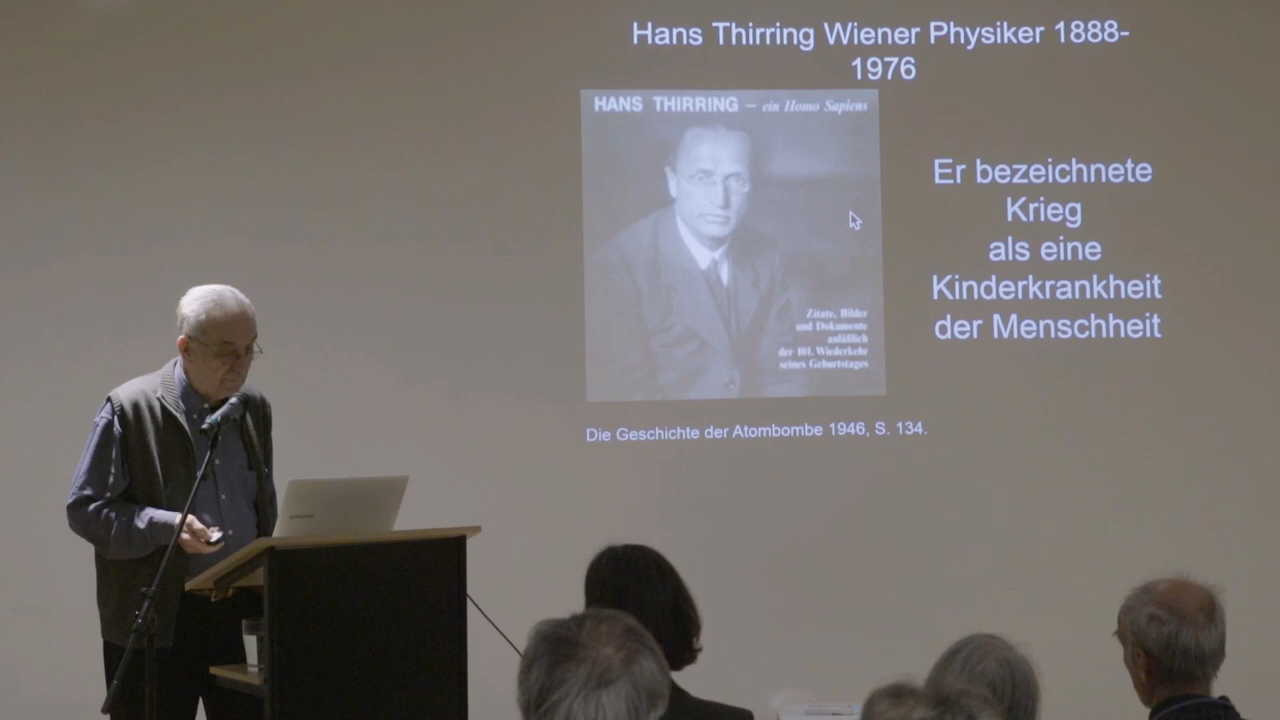 Hans Thirring Wiener Physiker 1888-
1976
HANS THIRRING – ein Homo Sapiens
Er bezeichnete
Krieg
als eine
Kinderkrankheit
der Menschheit
Zitate, Bilder
und Dokumente
anläßlich
der 101. Wiederkehr
seines Geburtstages
Die Geschichte der Atombombe 1946, S. 134.
SAMSUNG